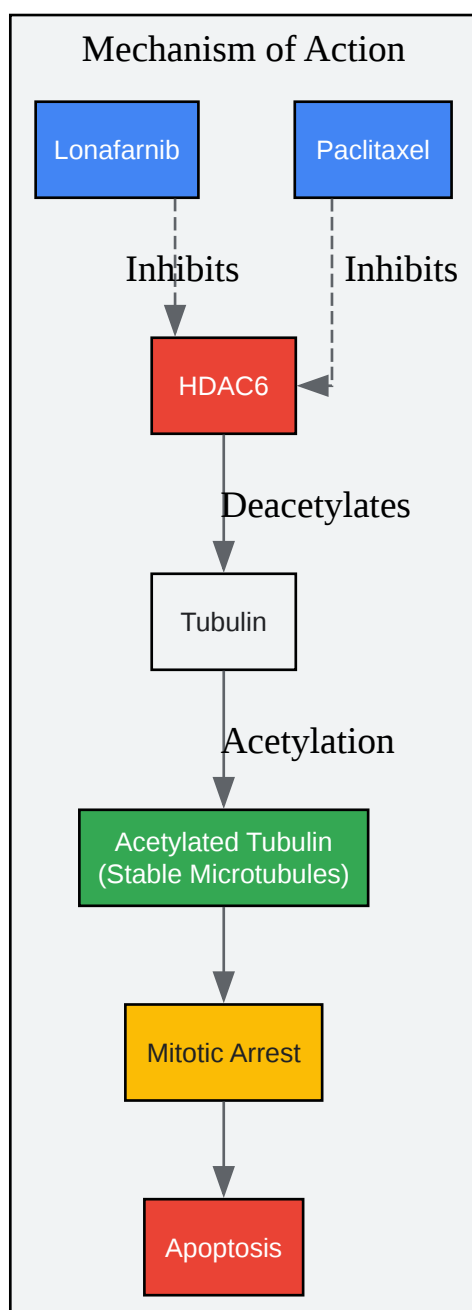 Mechanism of Action
Lonafarnib
Paclitaxel
Inhibits
Inhibits
HDAC6
Deacetylates
Tubulin
Acetylation
Acetylated Tubulin
(Stable Microtubules)
Mitotic Arrest
Apoptosis